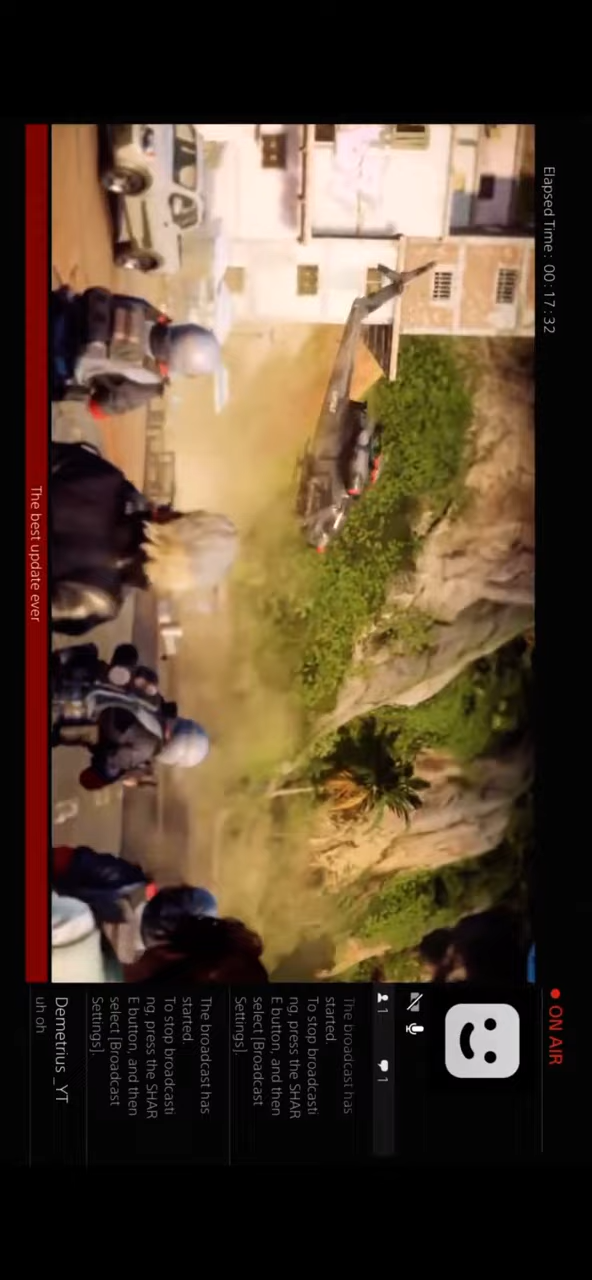 Elapsed Time: 00:17:32
ON AIR
1
1
The broadcast has
started.
To stop broadcasti
ng, press the SHAR
E button, and then
select [Broadcast
Settings].
The broadcast has
started.
To stop broadcasti
ng, press the SHAR
E button, and then
select [Broadcast
Settings].
Demetrius_YT
uh oh
The best update ever